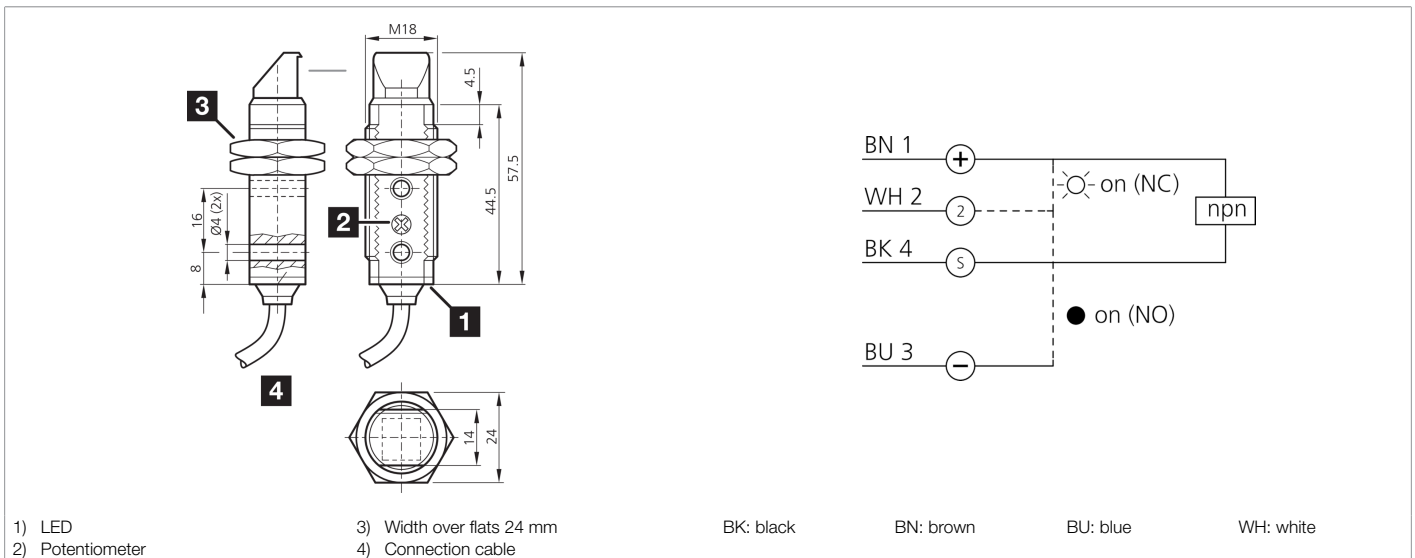 M18
4.5
3
57.5
44.5
16
Ø4 (2x)
2
8
1
4
14
24
BN 1
+
on (NC)
WH 2
2
npn
BK 4
S
on (NO)
BU 3
−
1) LED
3) Width over flats 24 mm
BK: black
BN: brown
BU: blue
WH: white
2) Potentiometer
4) Connection cable